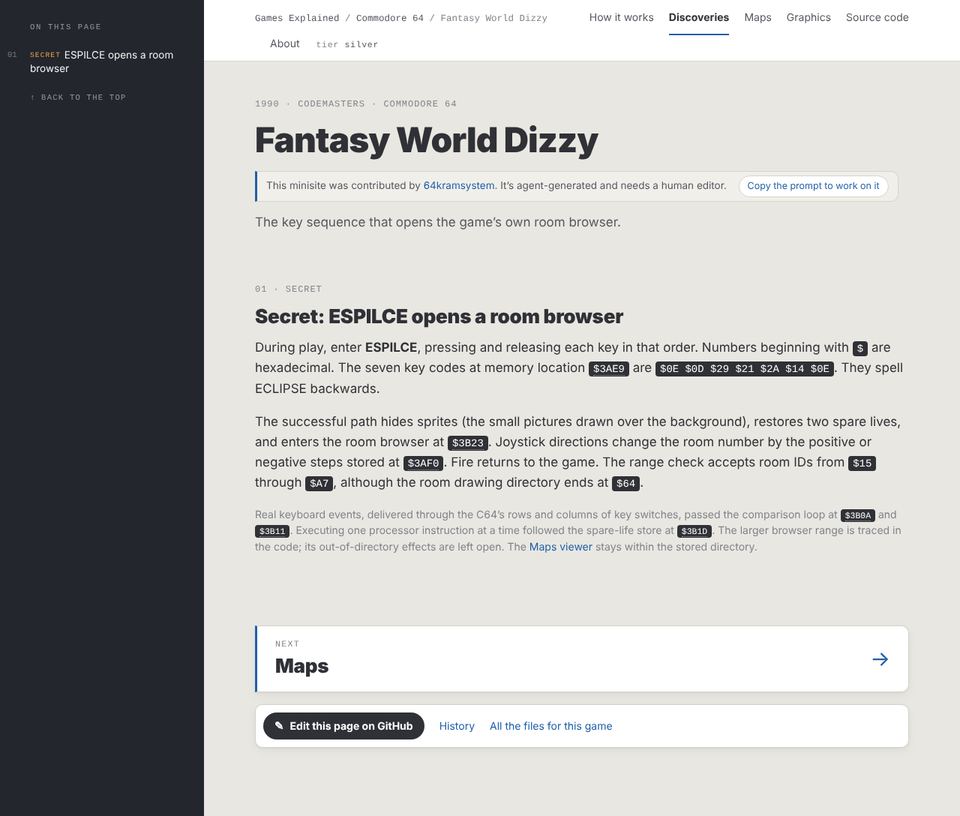 ON THIS PAGE
01 SECRET ESPILCE opens a room
browser
↑ BACK TO THE TOP
Games Explained / Commodore 64 / Fantasy World Dizzy
How it works Discoveries Maps Graphics Source code
About tier silver
1990 · CODEMASTERS · COMMODORE 64
Fantasy World Dizzy
This minisite was contributed by 64kramsystem. It’s agent-generated and needs a human editor. Copy the prompt to work on it
The key sequence that opens the game’s own room browser.
01 · SECRET
Secret: ESPILCE opens a room browser
During play, enter ESPILCE, pressing and releasing each key in that order. Numbers beginning with $ are
hexadecimal. The seven key codes at memory location $3AE9 are $0E $0D $29 $21 $2A $14 $0E. They spell
ECLIPSE backwards.
The successful path hides sprites (the small pictures drawn over the background), restores two spare lives,
and enters the room browser at $3B23. Joystick directions change the room number by the positive or
negative steps stored at $3AF0. Fire returns to the game. The range check accepts room IDs from $15
through $A7, although the room drawing directory ends at $64.
Real keyboard events, delivered through the C64’s rows and columns of key switches, passed the comparison loop at $3B0A and
$3B11. Executing one processor instruction at a time followed the spare-life store at $3B1D. The larger browser range is traced in
the code; its out-of-directory effects are left open. The Maps viewer stays within the stored directory.
NEXT
Maps
→
✎ Edit this page on GitHub History All the files for this game